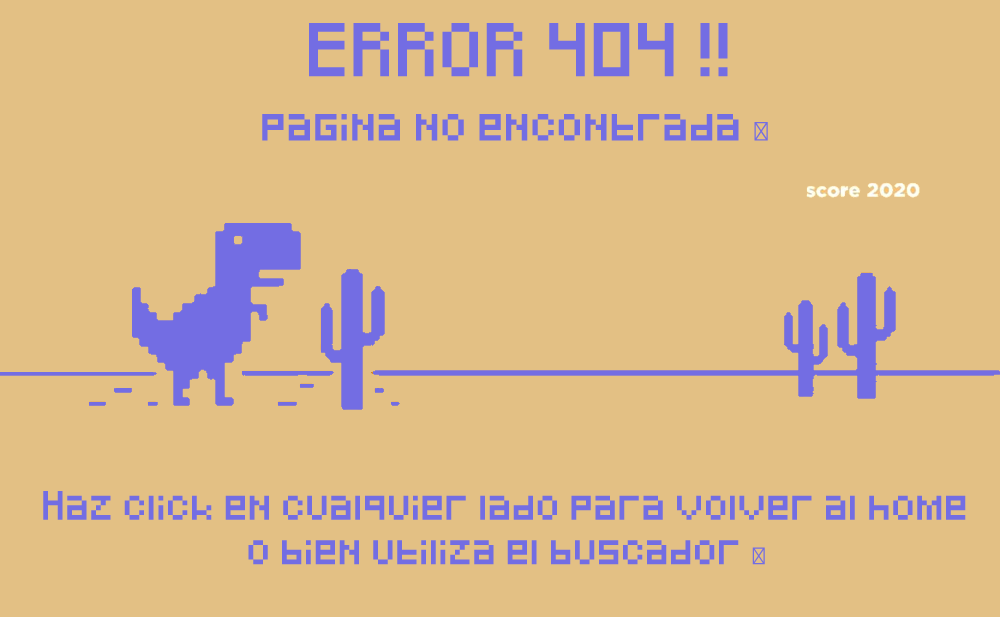 ERROR 404 !!
Pagina no encontrada
score 2020
Haz click en cualquier lado para volver al home
o bien utiliza el buscador